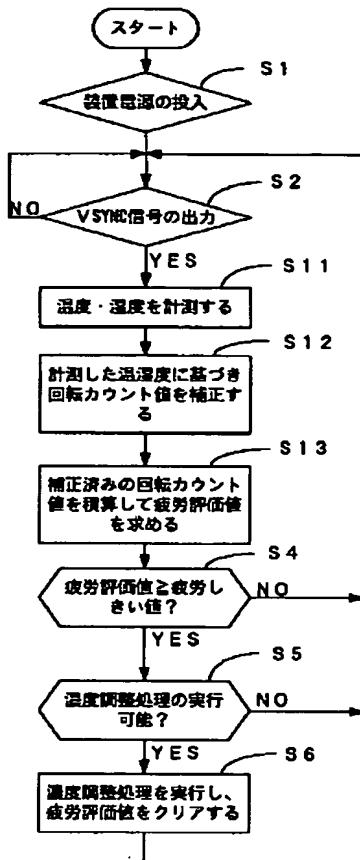 スタート
S1
装置電源の投入
S2
NO
VSYNC信号の出力
YES
S11
温度・湿度を計測する
S12
計測した温湿度に基づき
回転カウント値を補正す
る
S13
補正済みの回転カウント
値を積算して疲労評価値
を求める
S4
疲労評価値≧疲労し
きい値?
NO
YES
S5
濃度調整処理の実行
可能?
NO
YES
S6
濃度調整処理を実行し、
疲労評価値をクリアする